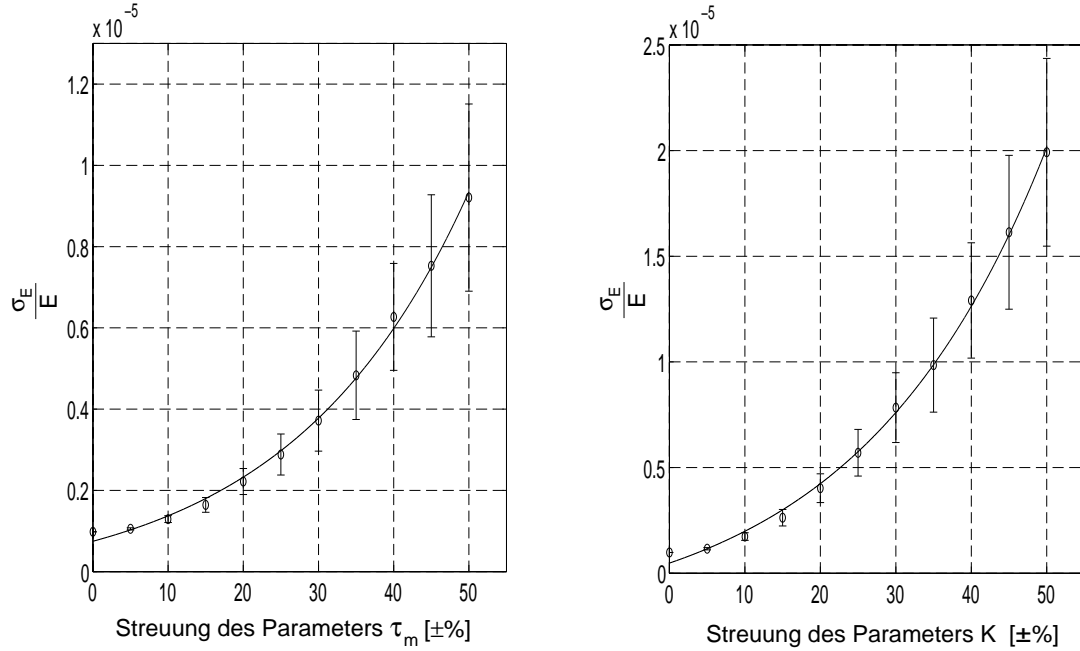 x 10^−5
1.2
1
0.8
0.6
0.4
0.2
0
σ_E
E
0 10 20 30 40 50
Streuung des Parameters τ_m [±%]
x 10^−5
2.5
2
1.5
1
0.5
0
σ_E
E
0 10 20 30 40 50
Streuung des Parameters K [±%]